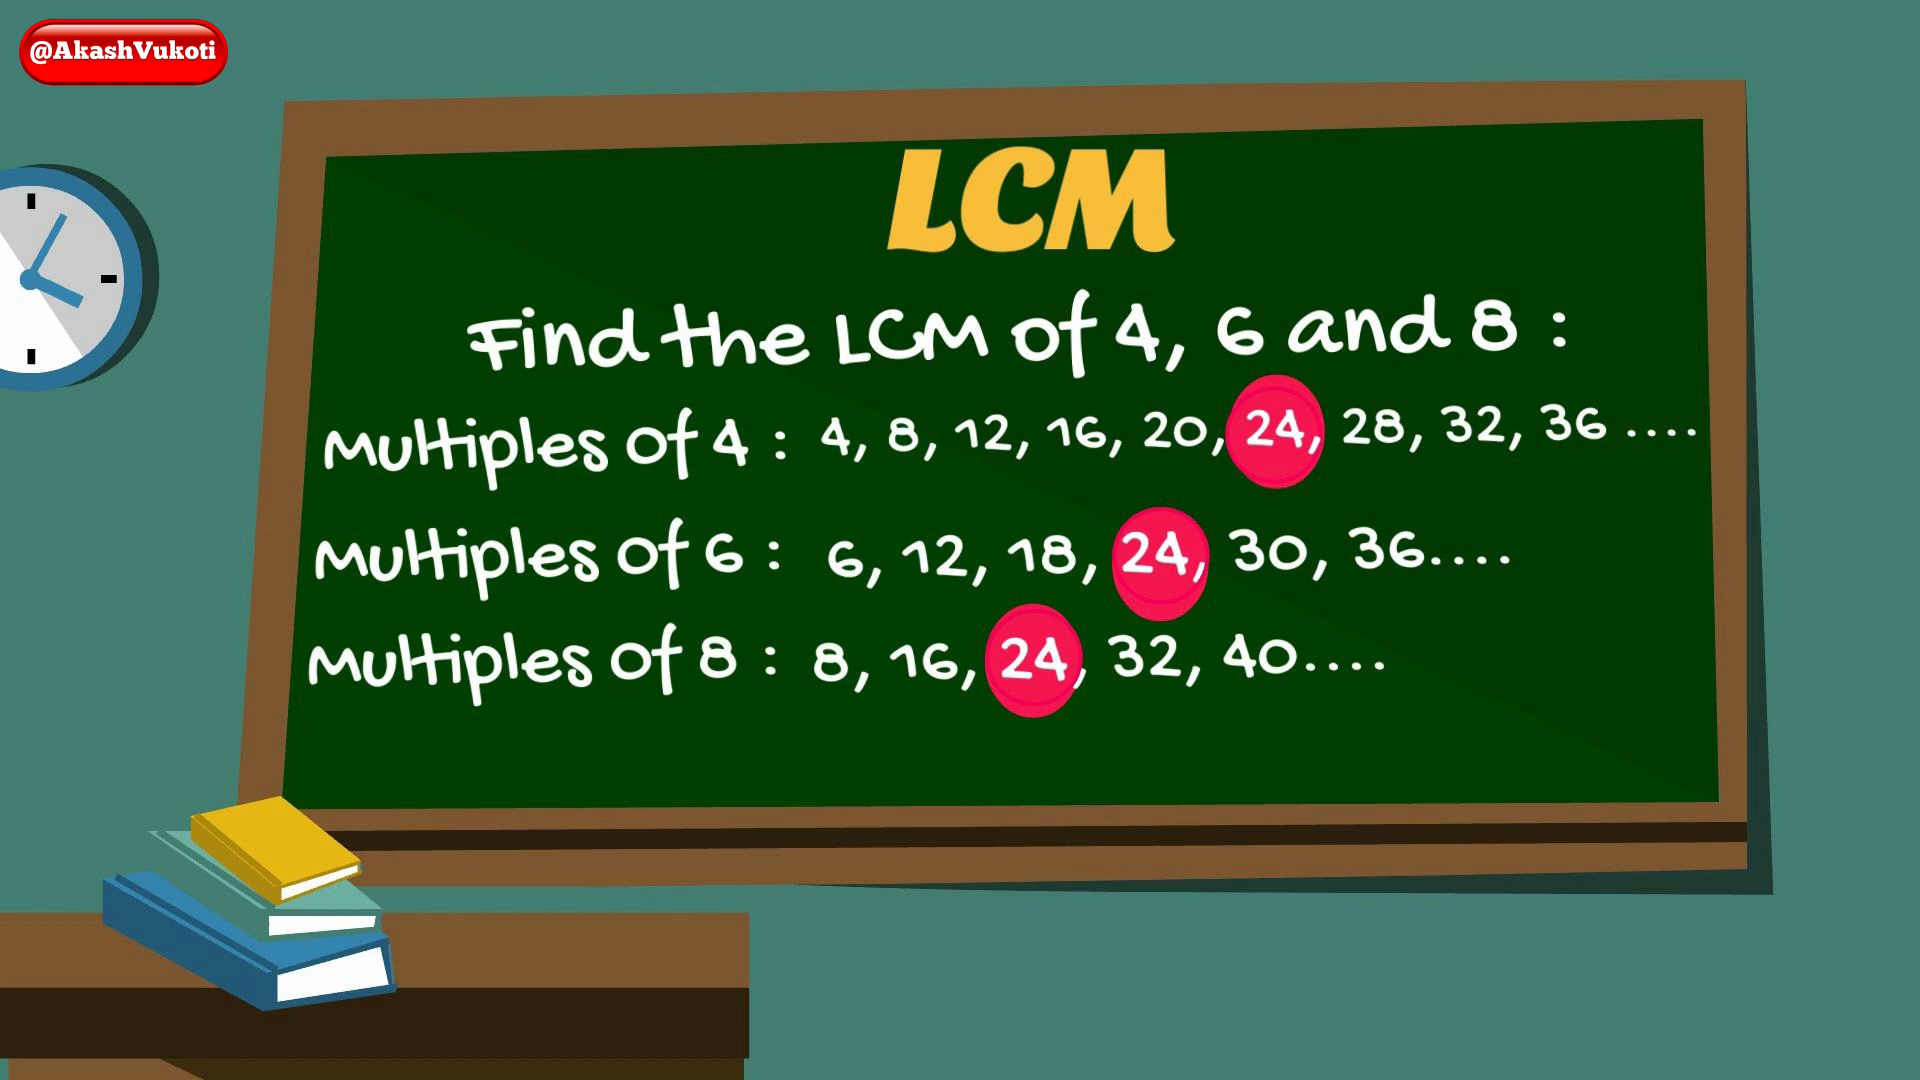 @AkashVukoti
LCM
Find the LCM of 4, 6 and 8 :
Multiples of 4 : 4, 8, 12, 16, 20, 24, 28, 32, 36 ....
Multiples of 6 : 6, 12, 18, 24, 30, 36....
Multiples of 8 : 8, 16, 24, 32, 40....